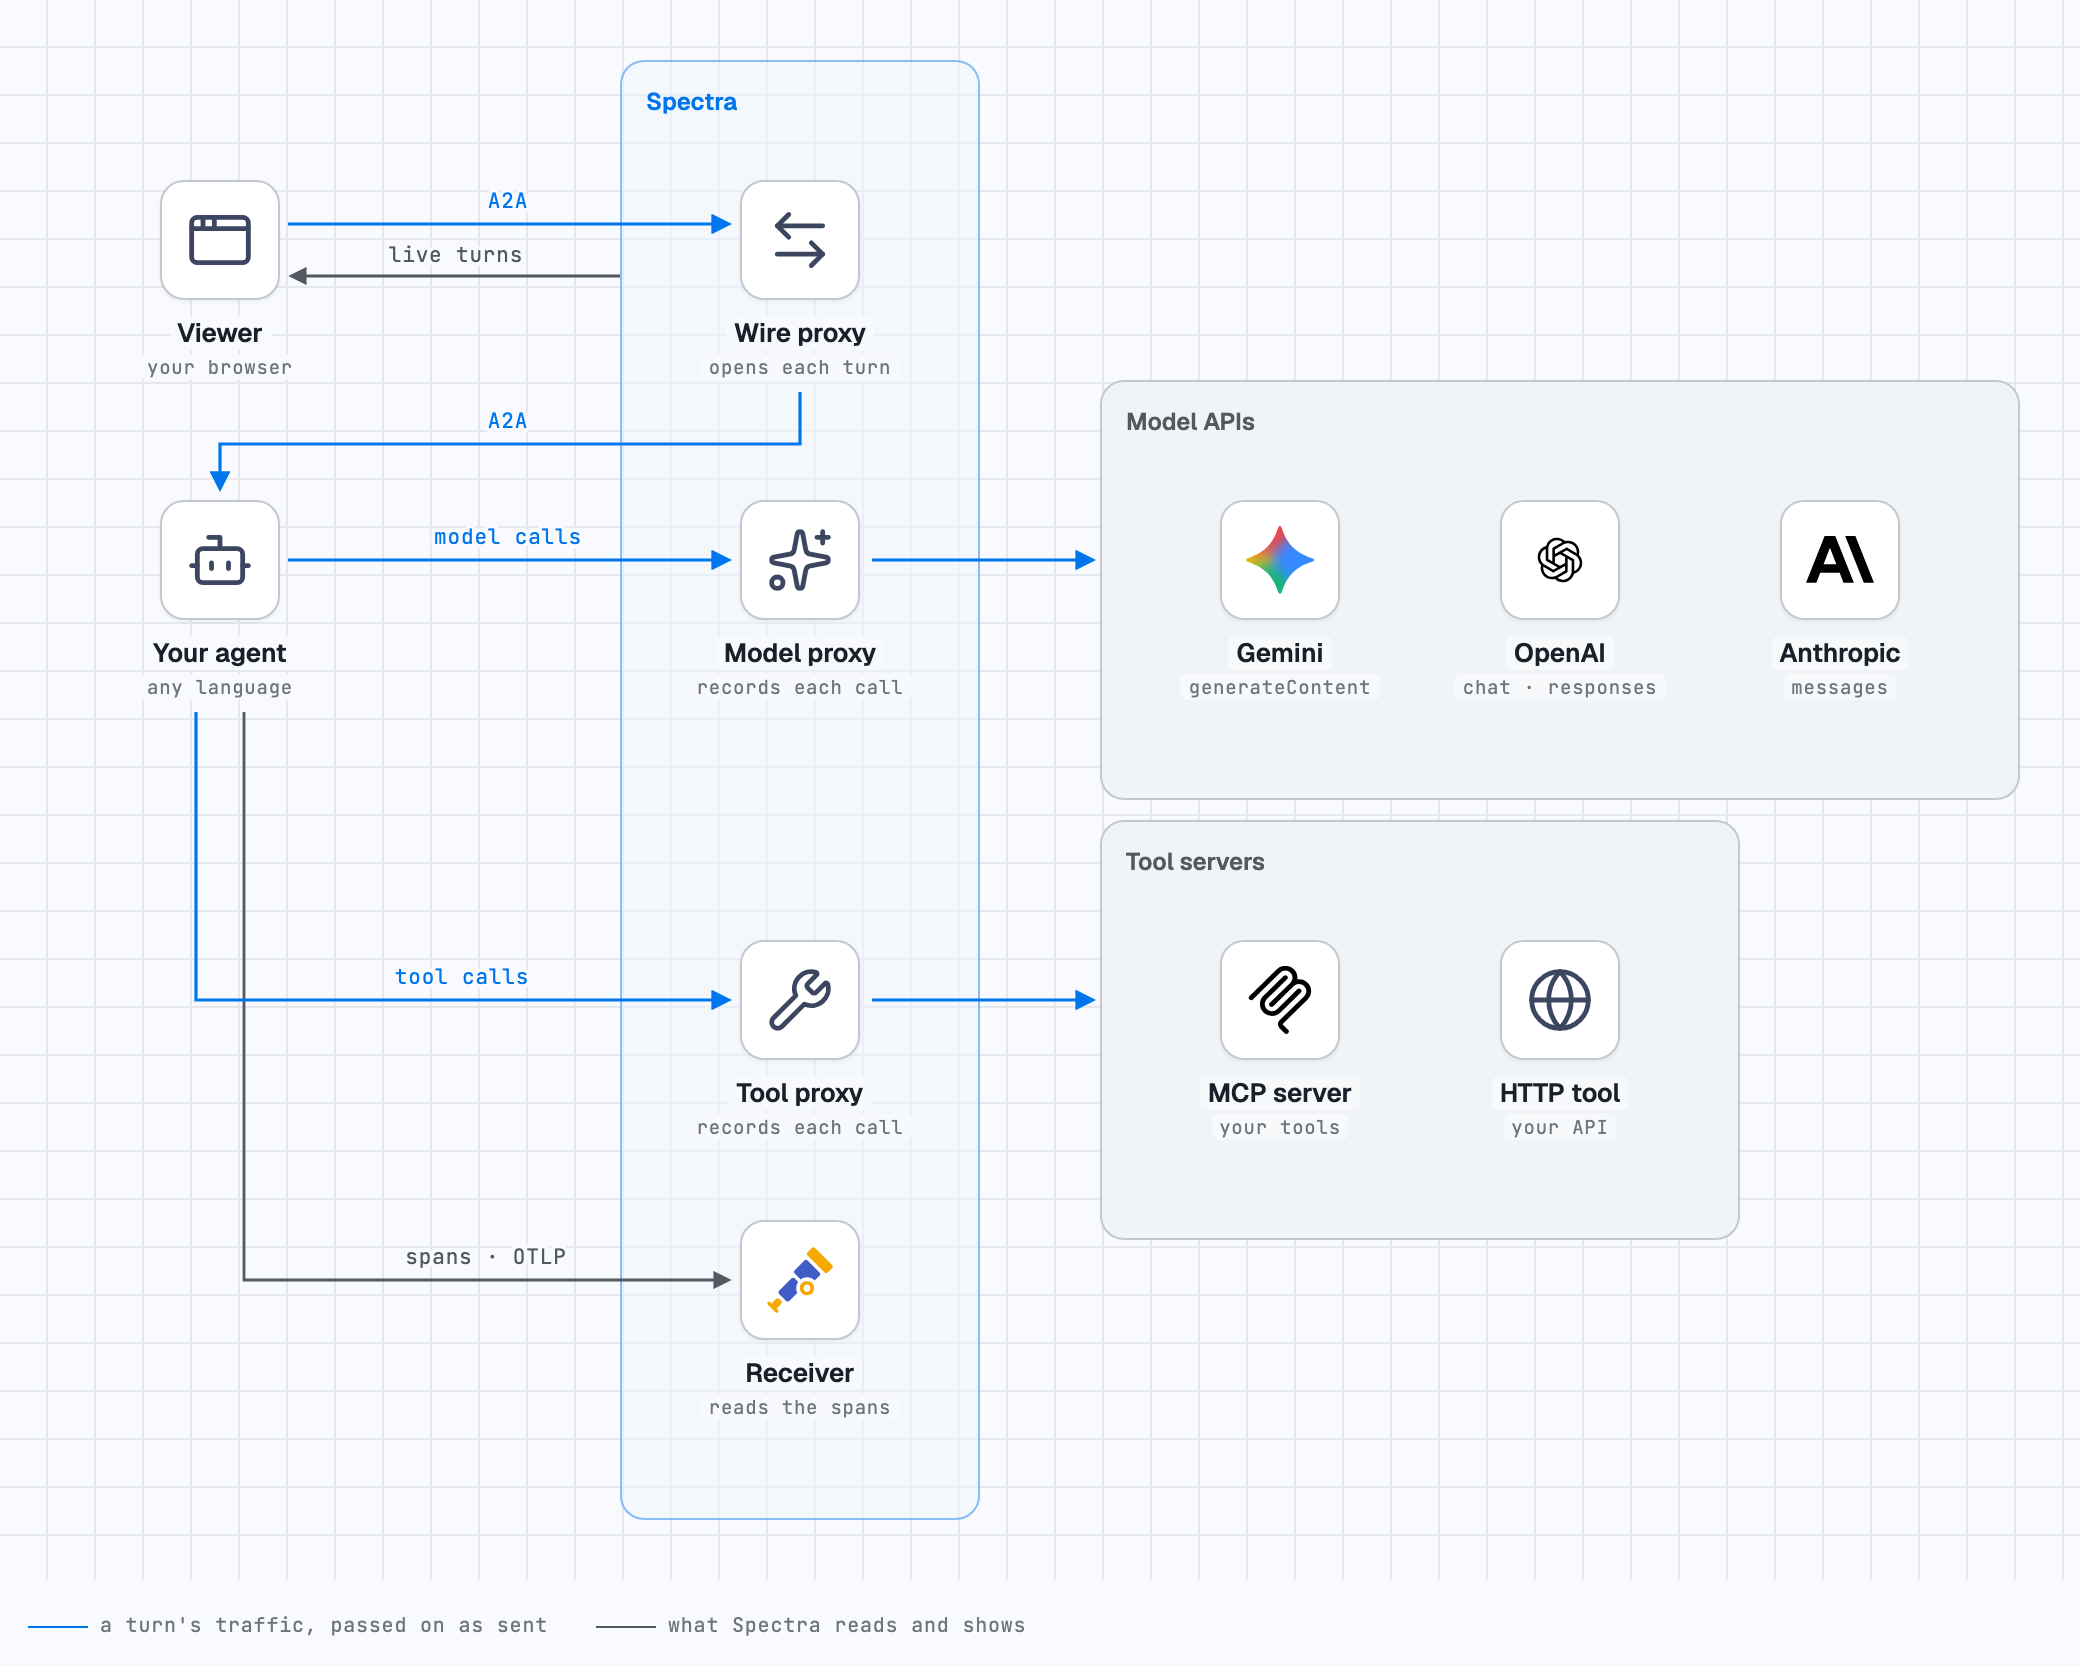 Spectra
A2A
live turns
Viewer
your browser
Wire proxy
opens each turn
A2A
Model APIs
model calls
Your agent
any language
Model proxy
records each call
Gemini
generateContent
OpenAI
chat · responses
Anthropic
messages
Tool servers
tool calls
Tool proxy
records each call
MCP server
your tools
HTTP tool
your API
spans · OTLP
Receiver
reads the spans
a turn's traffic, passed on as sent
what Spectra reads and shows